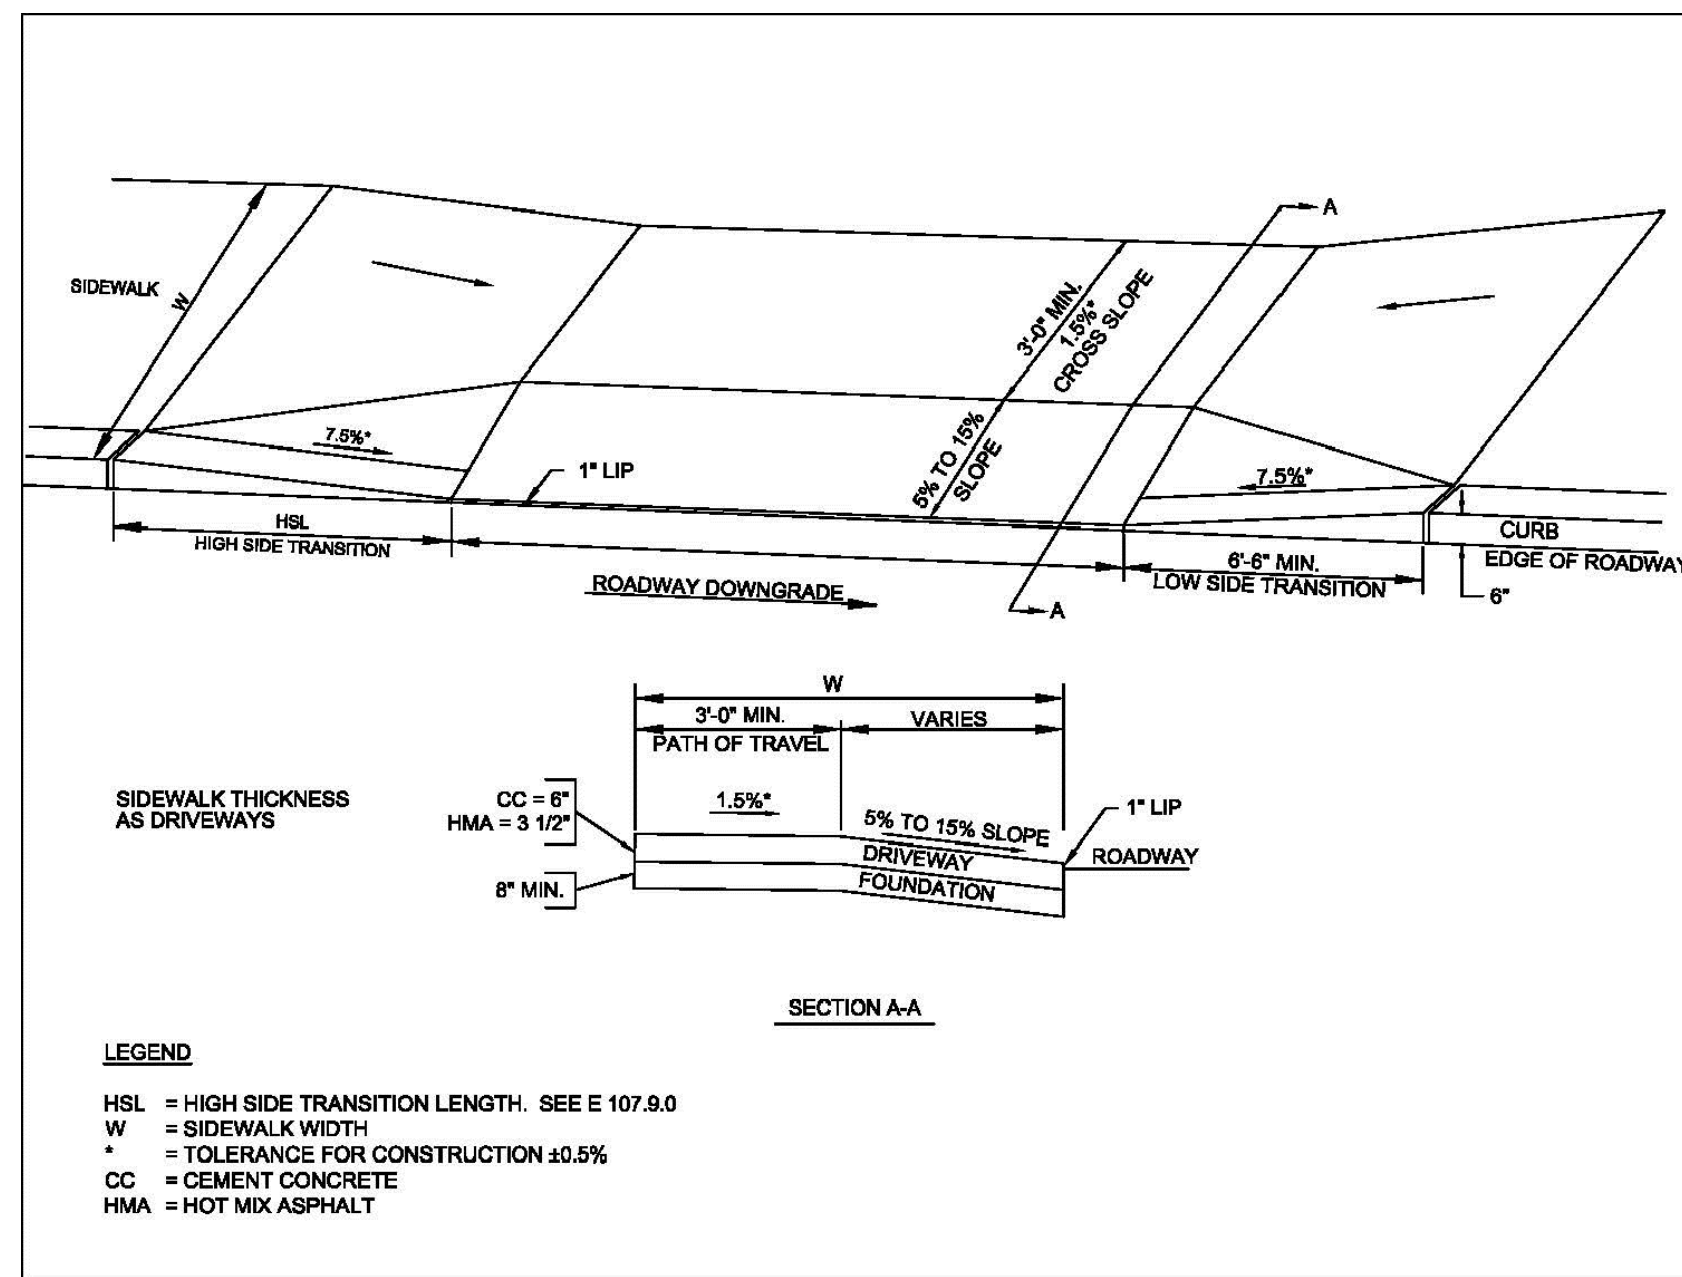 A
SIDEWALK
W
3'-0" MIN.
1.5%*
CROSS SLOPE
7.5%*
1" LIP
5% TO 15%
SLOPE
7.5%*
HSL
HIGH SIDE TRANSITION
CURB
EDGE OF ROADWAY
6'-6" MIN.
LOW SIDE TRANSITION
ROADWAY DOWNGRADE
6"
A
W
3'-0" MIN.
VARIES
PATH OF TRAVEL
SIDEWALK THICKNESS
AS DRIVEWAYS
CC = 6"
HMA = 3 1/2"
1.5%*
1" LIP
5% TO 15% SLOPE
DRIVEWAY
ROADWAY
FOUNDATION
8" MIN.
SECTION A-A
LEGEND
HSL = HIGH SIDE TRANSITION LENGTH. SEE E 107.9.0
W = SIDEWALK WIDTH
* = TOLERANCE FOR CONSTRUCTION ±0.5%
CC = CEMENT CONCRETE
HMA = HOT MIX ASPHALT